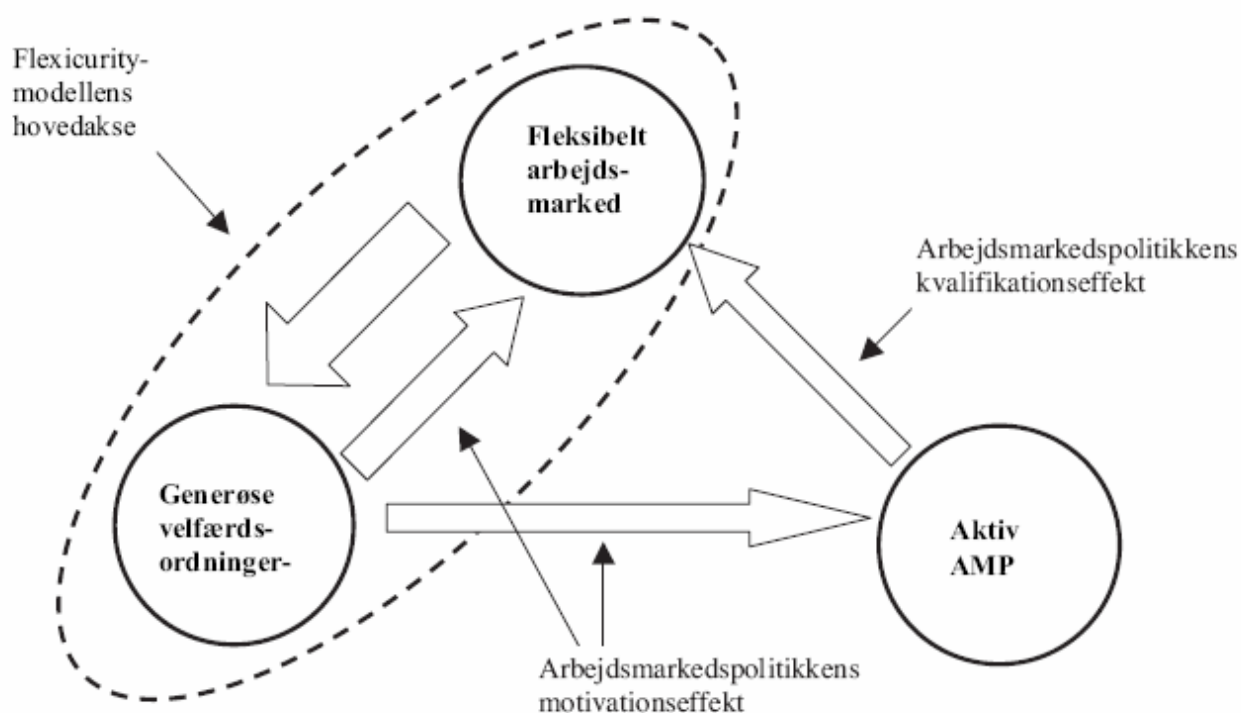 Flexicurity-
modellens
hovedakse
Fleksibelt
arbejds-
marked
Arbejdsmarkedspolitikkens
kvalifikationseffekt
Generøse
velfærds-
ordninger-
Aktiv
AMP
Arbejdsmarkedspolitikkens
motivationseffekt